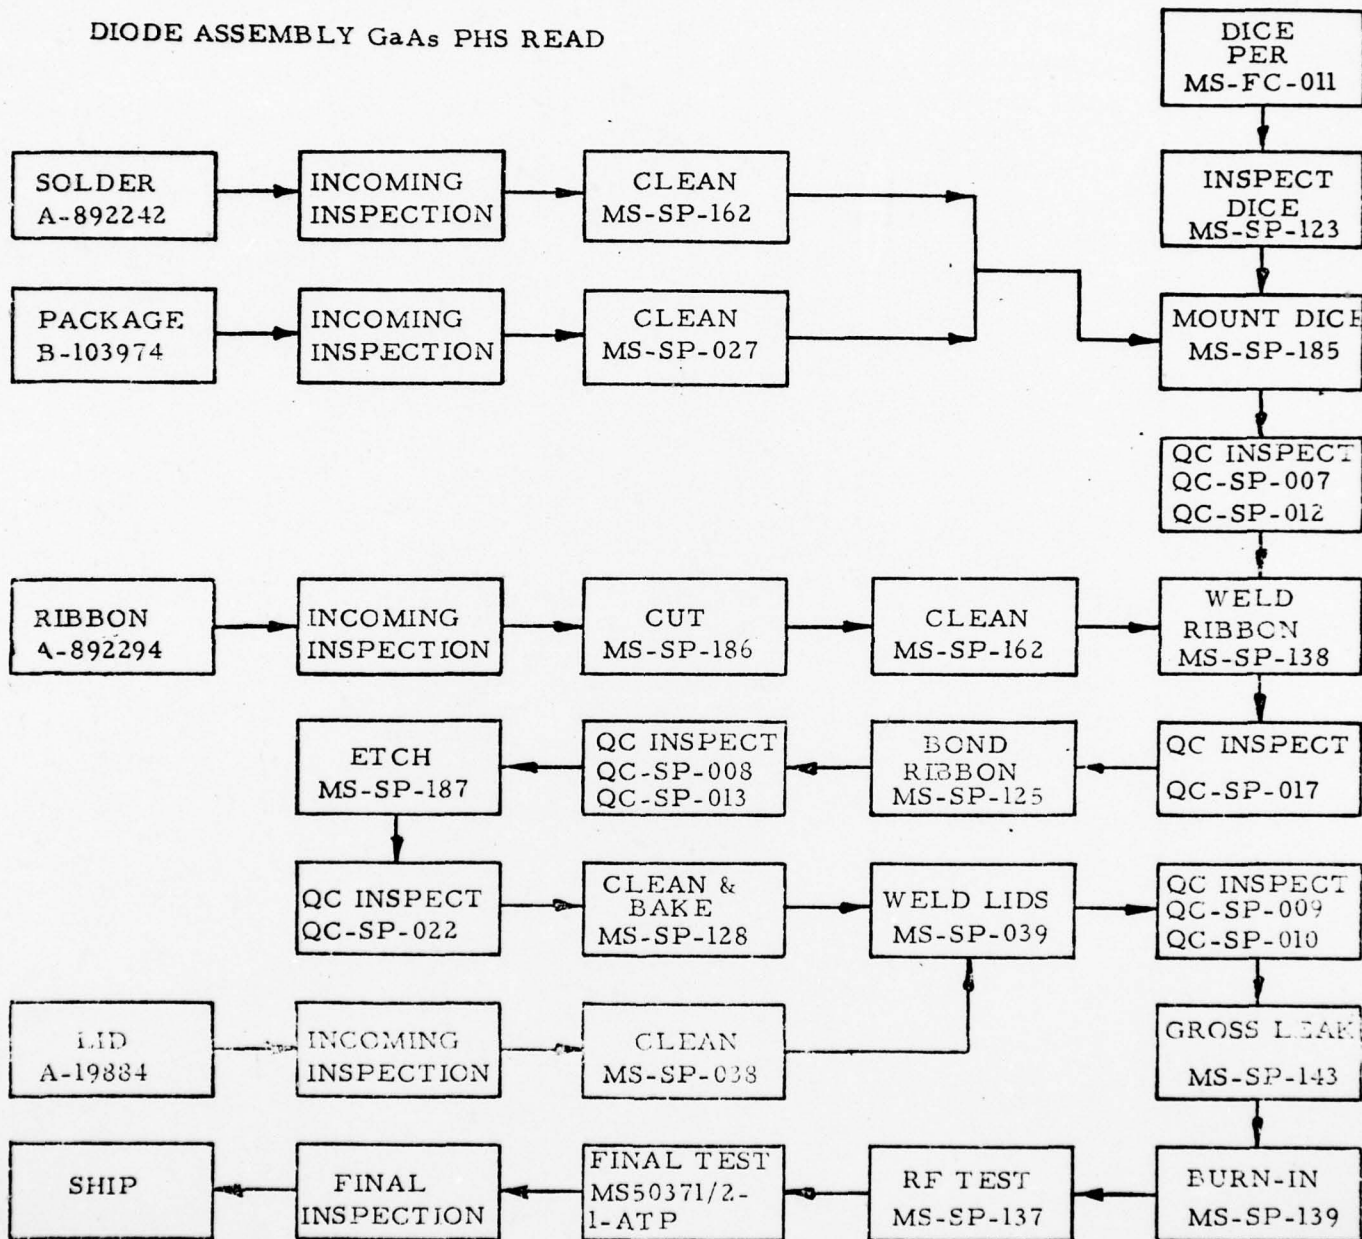 DIODE ASSEMBLY GaAs PHS READ
DICE
PER
MS-FC-011
SOLDER
A-892242
INCOMING
INSPECTION
CLEAN
MS-SP-162
INSPECT
DICE
MS-SP-123
PACKAGE
B-103974
INCOMING
INSPECTION
CLEAN
MS-SP-027
MOUNT DICE
MS-SP-185
QC INSPECT
QC-SP-007
QC-SP-012
RIBBON
A-892294
INCOMING
INSPECTION
CUT
MS-SP-186
CLEAN
MS-SP-162
WELD
RIBBON
MS-SP-138
ETCH
MS-SP-187
QC INSPECT
QC-SP-008
QC-SP-013
BOND
RIBBON
MS-SP-125
QC INSPECT
QC-SP-017
QC INSPECT
QC-SP-022
CLEAN &
BAKE
MS-SP-128
WELD LIDS
MS-SP-039
QC INSPECT
QC-SP-009
QC-SP-010
LID
A-19884
INCOMING
INSPECTION
CLEAN
MS-SP-038
GROSS LEAK
MS-SP-143
SHIP
FINAL
INSPECTION
FINAL TEST
MS50371/2-
1-ATP
RF TEST
MS-SP-137
BURN-IN
MS-SP-139